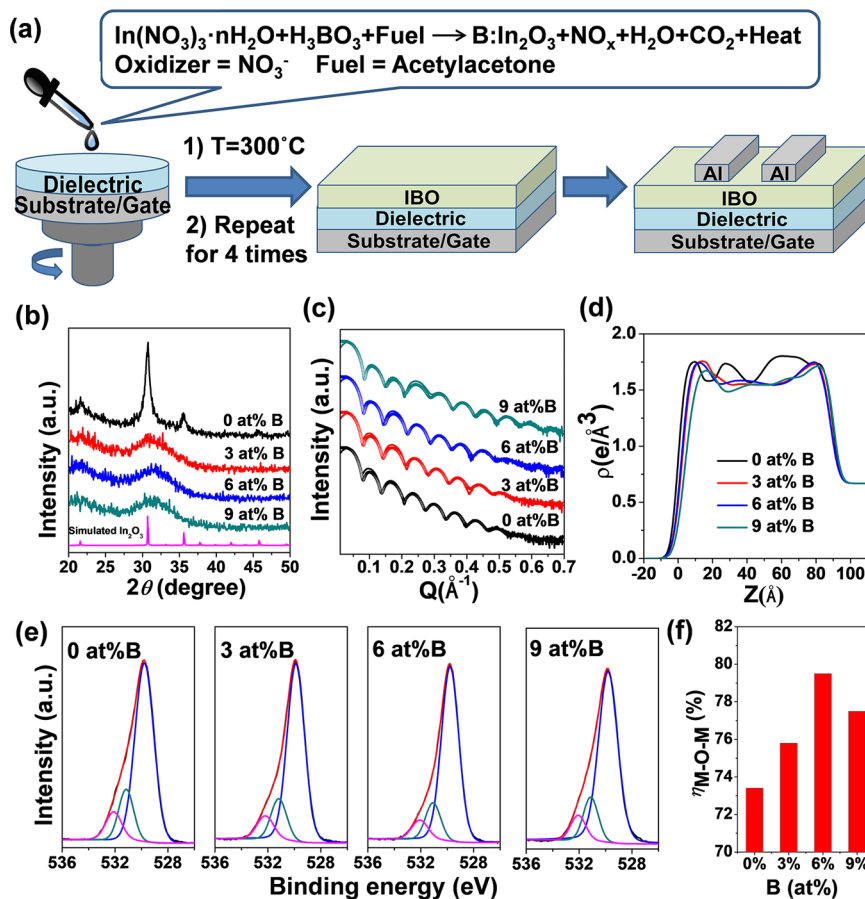 (a)
In(NO₃)₃·nH₂O+H₃BO₃+Fuel → B:In₂O₃+NOₓ+H₂O+CO₂+Heat
Oxidizer = NO₃⁻ Fuel = Acetylacetone
Dielectric
Substrate/Gate
1) T=300°C
2) Repeat
for 4 times
IBO
Dielectric
Substrate/Gate
Al Al
IBO
Dielectric
Substrate/Gate
(b)
Intensity (a.u.)
0 at% B
3 at% B
6 at% B
9 at% B
Simulated In₂O₃
20 25 30 35 40 45 50
2θ (degree)
(c)
Intensity (a.u.)
9 at%B
6 at%B
3 at%B
0 at%B
0.1 0.2 0.3 0.4 0.5 0.6 0.7
Q(Å⁻¹)
(d)
ρ(e/Å³)
2.0
1.5
1.0
0.5
0.0
0 at% B
3 at% B
6 at% B
9 at% B
-20 0 20 40 60 80 100
Z(Å)
(e)
Intensity (a.u.)
0 at%B
3 at%B
6 at%B
9 at%B
536 532 528
536 532 528
536 532 528
536 532 528
Binding energy (eV)
(f)
ηM-O-M (%)
82
80
78
76
74
72
70
0% 3% 6% 9%
B (at%)